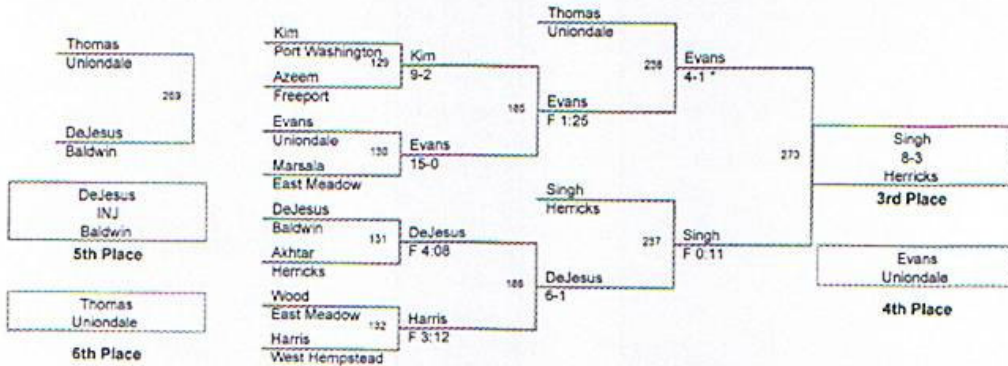 Thomas
Uniondale
269
DeJesus
Baldwin
DeJesus
INJ
Baldwin
5th Place
Thomas
Uniondale
6th Place
Kim
Port Washington
129
Azeem
Freeport
Kim
9-2
Evans
Uniondale
130
Marsala
East Meadow
Evans
15-0
185
Evans
F 1:25
DeJesus
Baldwin
131
Akhtar
Herricks
DeJesus
F 4:08
Wood
East Meadow
132
Harris
West Hempstead
Harris
F 3:12
186
DeJesus
6-1
Thomas
Uniondale
Evans
4-1 *
Singh
Herricks
237
Singh
F 0:11
273
Singh
8-3
Herricks
3rd Place
Evans
Uniondale
4th Place